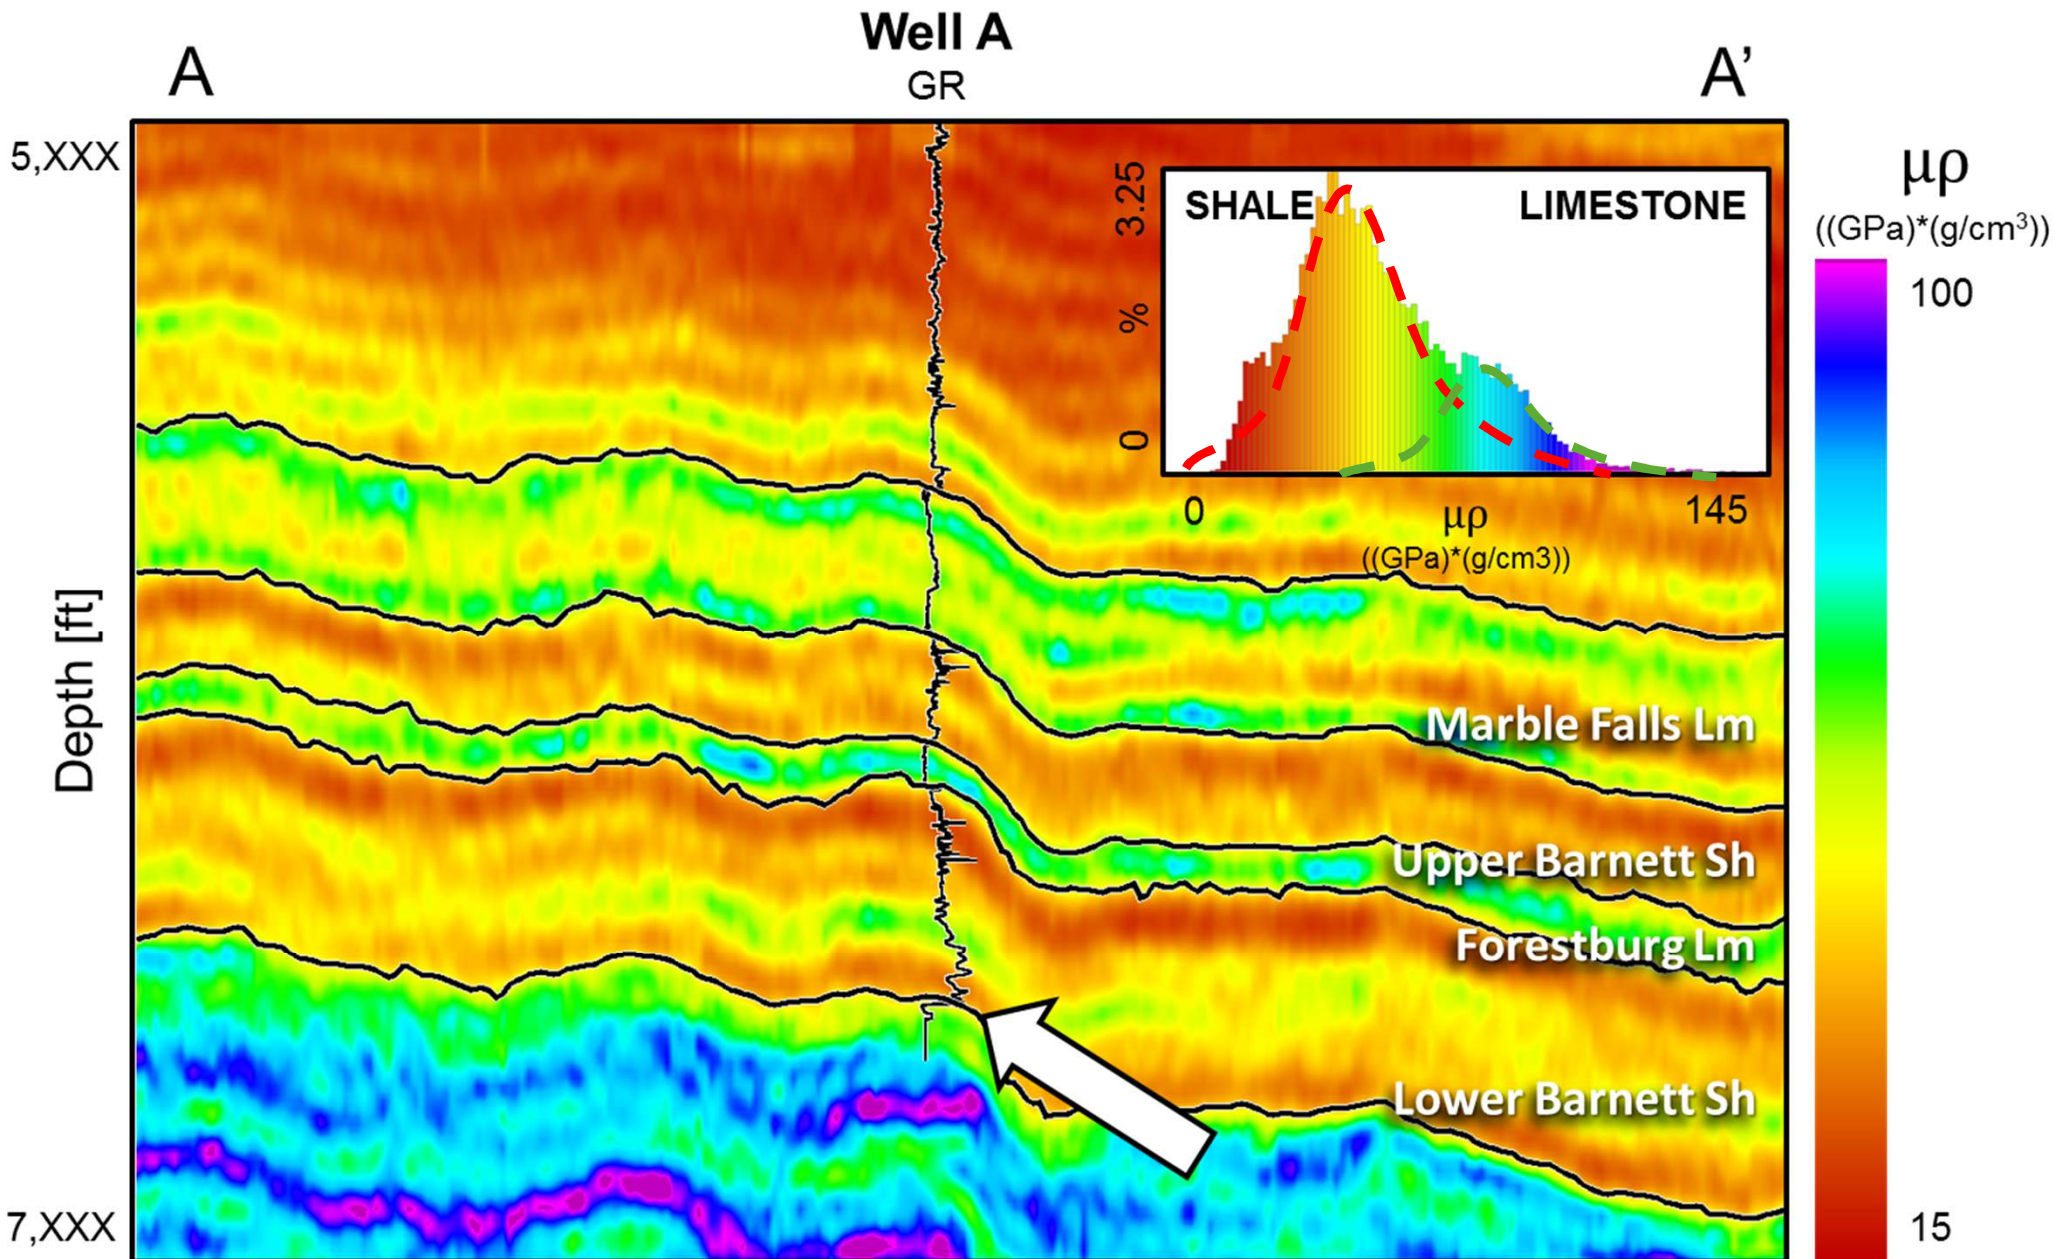 Well A
GR
A
A’
5,XXX
Depth [ft]
7,XXX
SHALE
LIMESTONE
3.25
%
0
0
μρ
145
((GPa)*(g/cm3))
μρ
((GPa)*(g/cm³))
100
15
Marble Falls Lm
Upper Barnett Sh
Forestburg Lm
Lower Barnett Sh